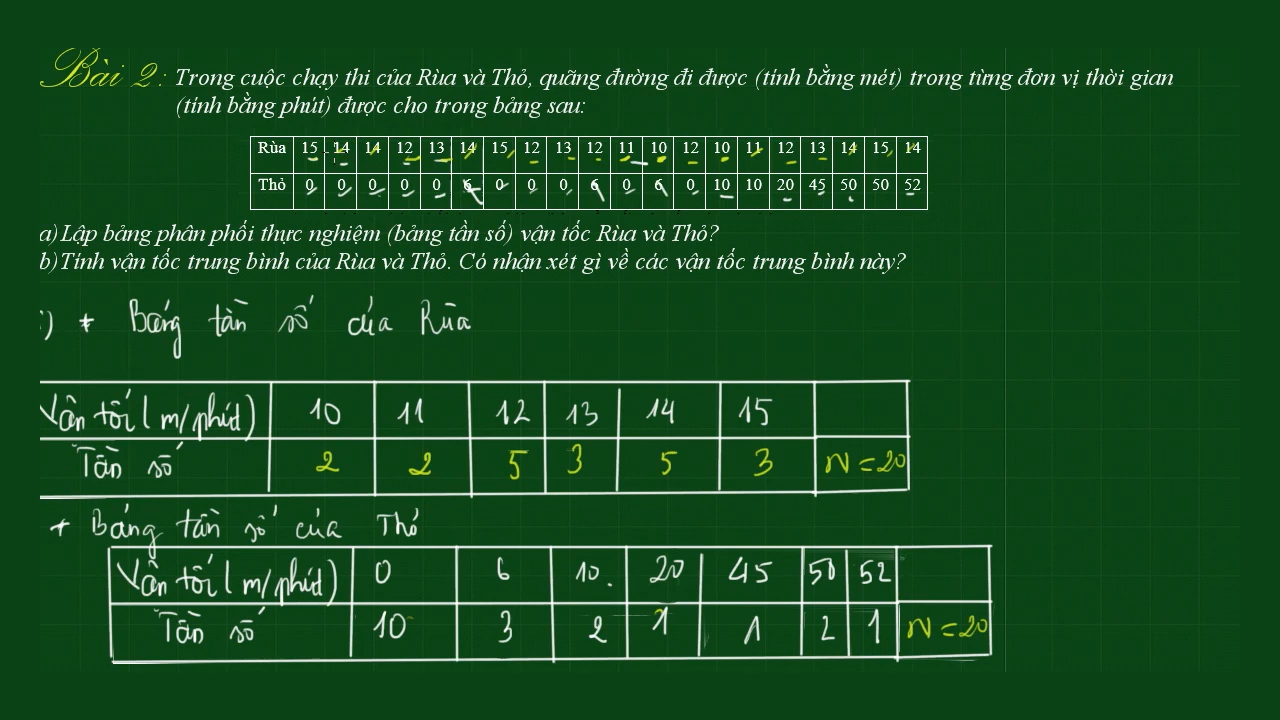 Bài 2: Trong cuộc chạy thi của Rùa và Thỏ, quãng đường đi được (tính bằng mét) trong từng đơn vị thời gian
(tính bằng phút) được cho trong bảng sau:
Rùa 15 14 14 12 13 14 15 12 13 12 11 10 12 10 11 12 13 14 15 14
Thỏ 0 0 0 0 0 6 0 0 0 6 0 6 0 10 10 20 45 50 50 52
a) Lập bảng phân phối thực nghiệm (bảng tần số) vận tốc Rùa và Thỏ?
b) Tính vận tốc trung bình của Rùa và Thỏ. Có nhận xét gì về các vận tốc trung bình này?
) * Bảng tần số của Rùa
Vận tốc (m/phút) 10 11 12 13 14 15
Tần số 2 2 5 3 5 3 N = 20
+ Bảng tần số của Thỏ
Vận tốc (m/phút) 0 6 10. 20 45 50 52
Tần số 10 3 2 1 1 2 1 N = 20